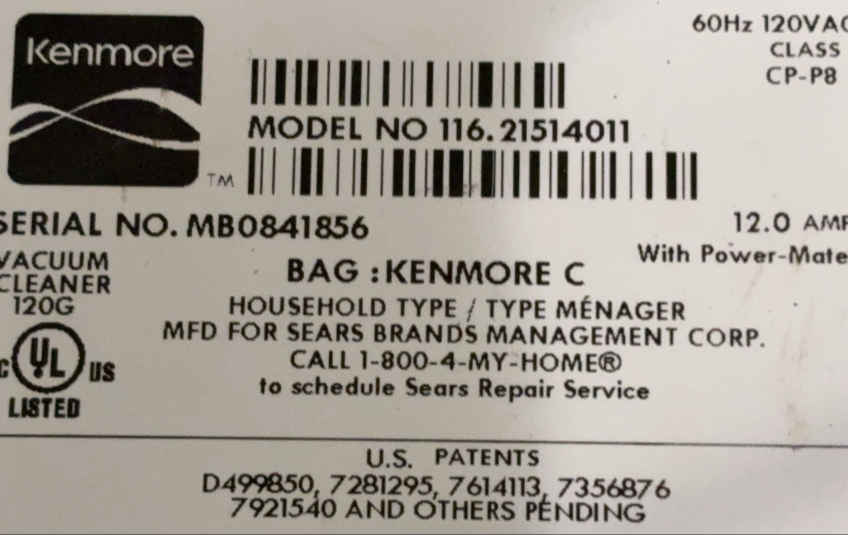 Kenmore
TM
60Hz 120VAC
CLASS
CP-P8
MODEL NO 116.21514011
SERIAL NO. MB0841856
12.0 AMP
With Power-Mate
VACUUM
CLEANER
120G
BAG : KENMORE C
HOUSEHOLD TYPE / TYPE MÉNAGER
MFD FOR SEARS BRANDS MANAGEMENT CORP.
CALL 1-800-4-MY-HOME®
to schedule Sears Repair Service
C UL US
LISTED
U.S. PATENTS
D499850, 7281295, 7614113, 7356876
7921540 AND OTHERS PENDING